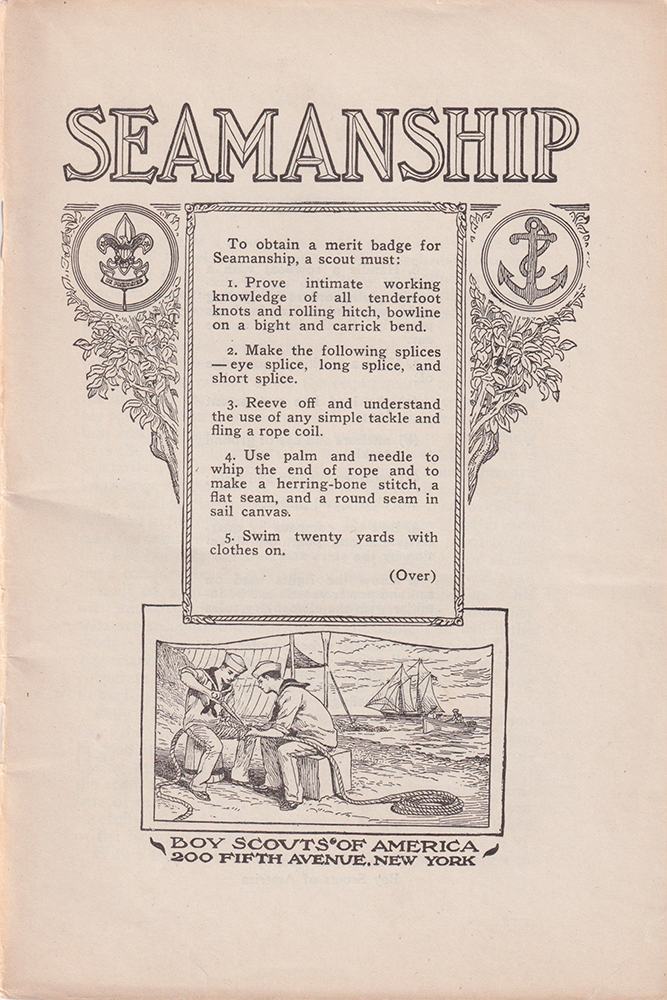 SEAMANSHIP
To obtain a merit badge for
Seamanship, a scout must:
1. Prove intimate working
knowledge of all tenderfoot
knots and rolling hitch, bowline
on a bight and carrick bend.
2. Make the following splices
—eye splice, long splice, and
short splice.
3. Reeve off and understand
the use of any simple tackle and
fling a rope coil.
4. Use palm and needle to
whip the end of rope and to
make a herring-bone stitch, a
flat seam, and a round seam in
sail canvas.
5. Swim twenty yards with
clothes on.
(Over)
BOY SCOUTS OF AMERICA
200 FIFTH AVENUE, NEW YORK